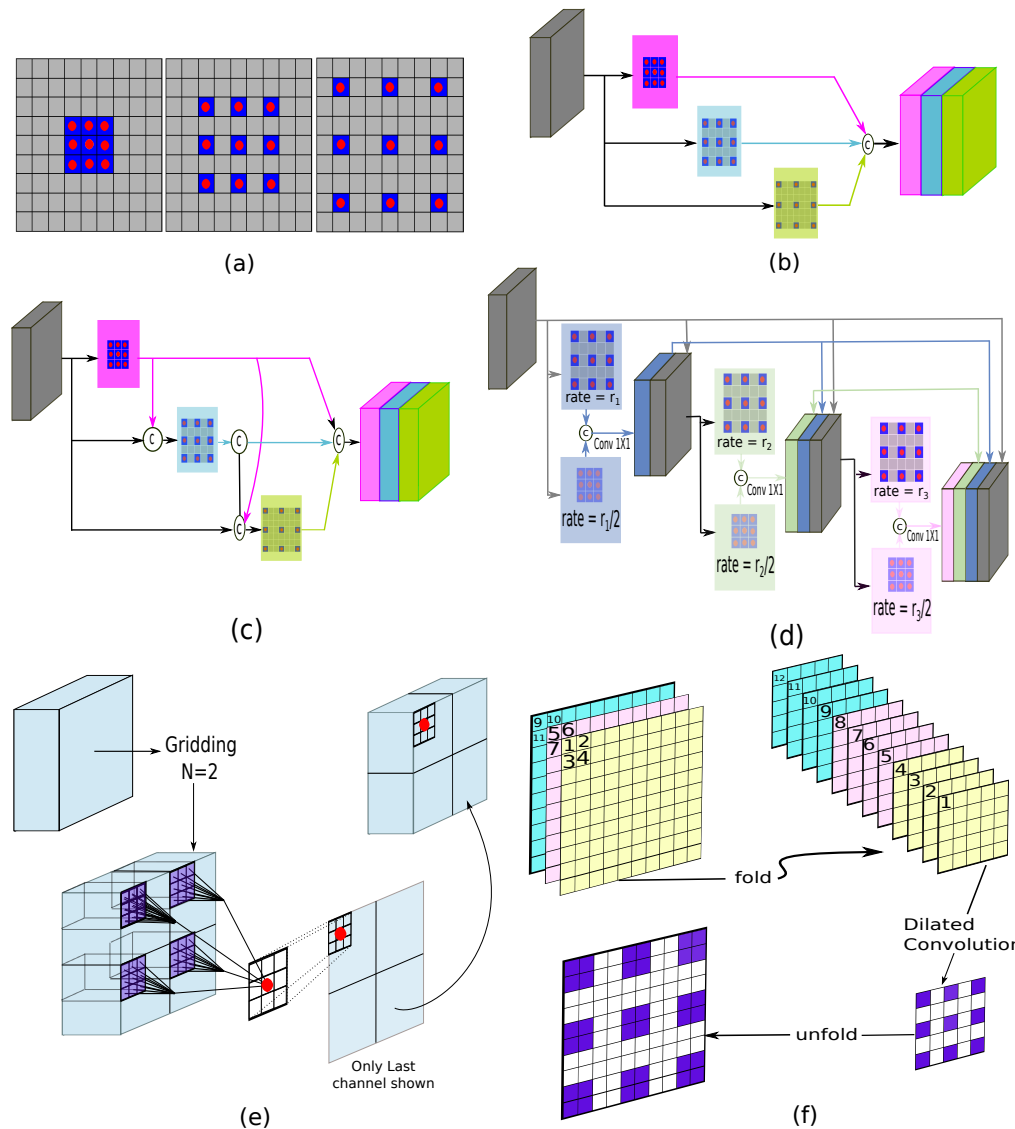 (a)
C
(b)
C
C
C
C
(c)
rate = r1
C
Conv 1X1
rate = r1/2
rate = r2
C
Conv 1X1
rate = r2/2
rate = r3
C
Conv 1X1
rate = r3/2
(d)
Gridding
N=2
Only Last
channel shown
(e)
9 10
11 5 6
7 1 2
3 4
12
11
10
9
8
7
6
5
4
3
2
1
fold
Dilated
Convolution
unfold
(f)